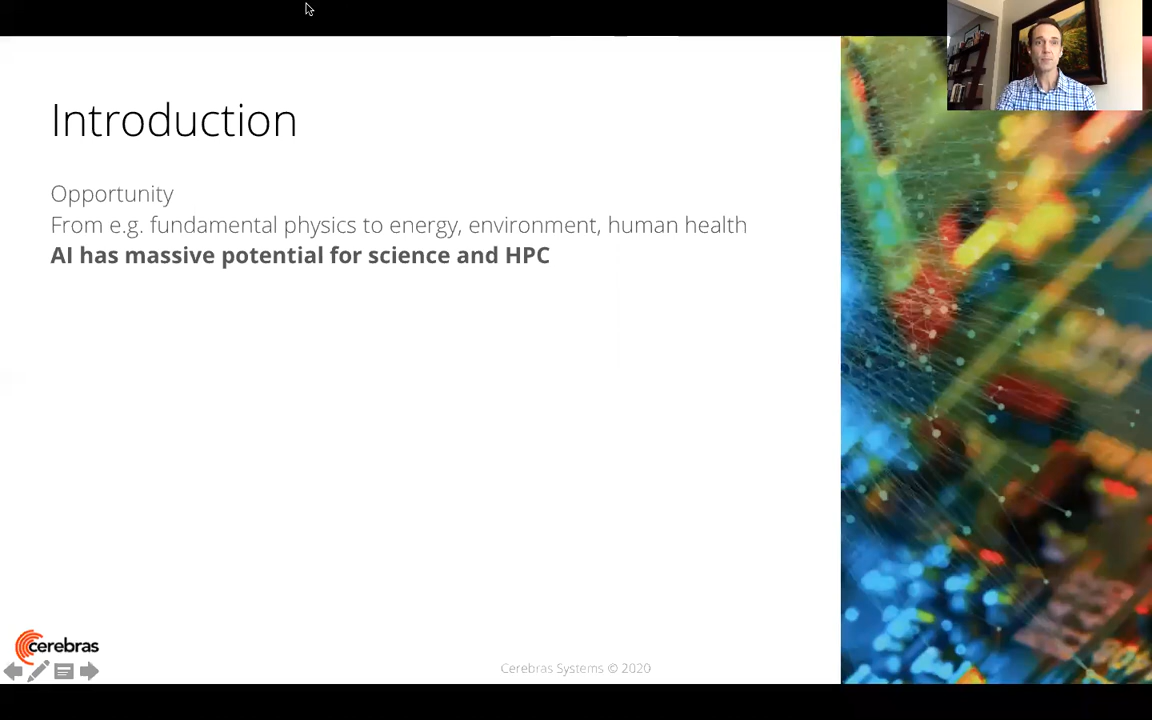 Introduction
Opportunity
From e.g. fundamental physics to energy, environment, human health
AI has massive potential for science and HPC
cerebras
Cerebras Systems © 2020